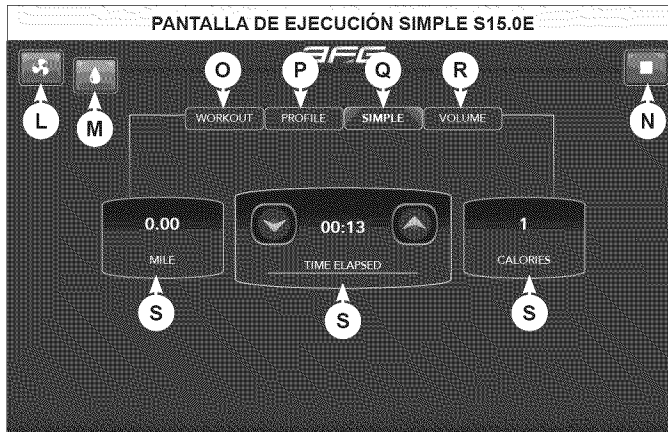 PANTALLA DE EJECUCIÓN SIMPLE S15.0E
AFG
O P Q R
L M N
WORKOUT PROFILE SIMPLE VOLUME
0.00 00:13 1
MILE TIME ELAPSED CALORIES
S S S